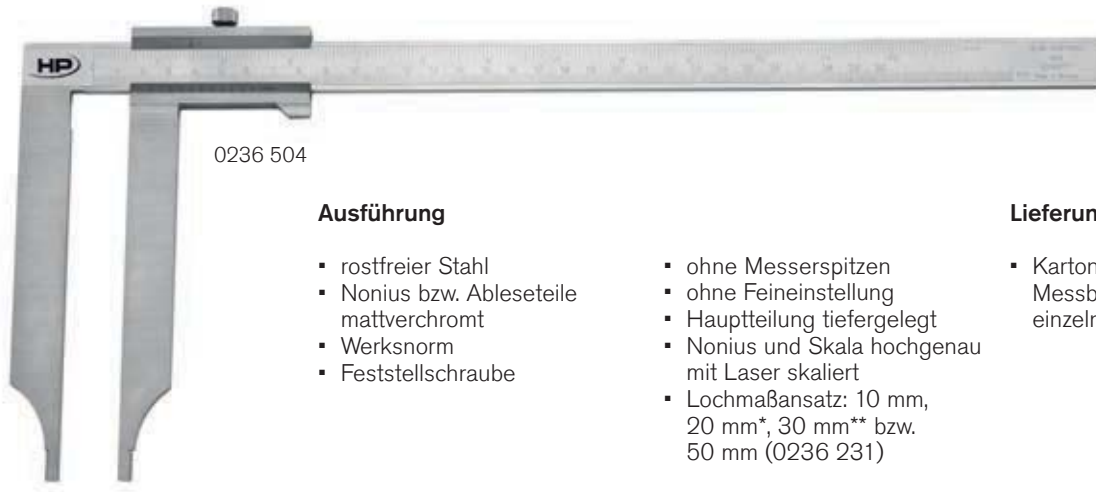 HP
0236 504
Ausführung
▪ rostfreier Stahl
▪ Nonius bzw. Ableseteile
mattverchromt
▪ Werksnorm
▪ Feststellschraube
▪ ohne Messerspitzen
▪ ohne Feineinstellung
▪ Hauptteilung tiefergelegt
▪ Nonius und Skala hochgenau
mit Laser skaliert
▪ Lochmaßansatz: 10 mm,
20 mm*, 30 mm** bzw.
50 mm (0236 231)
Lieferun
▪ Karton
Messb
einzeln